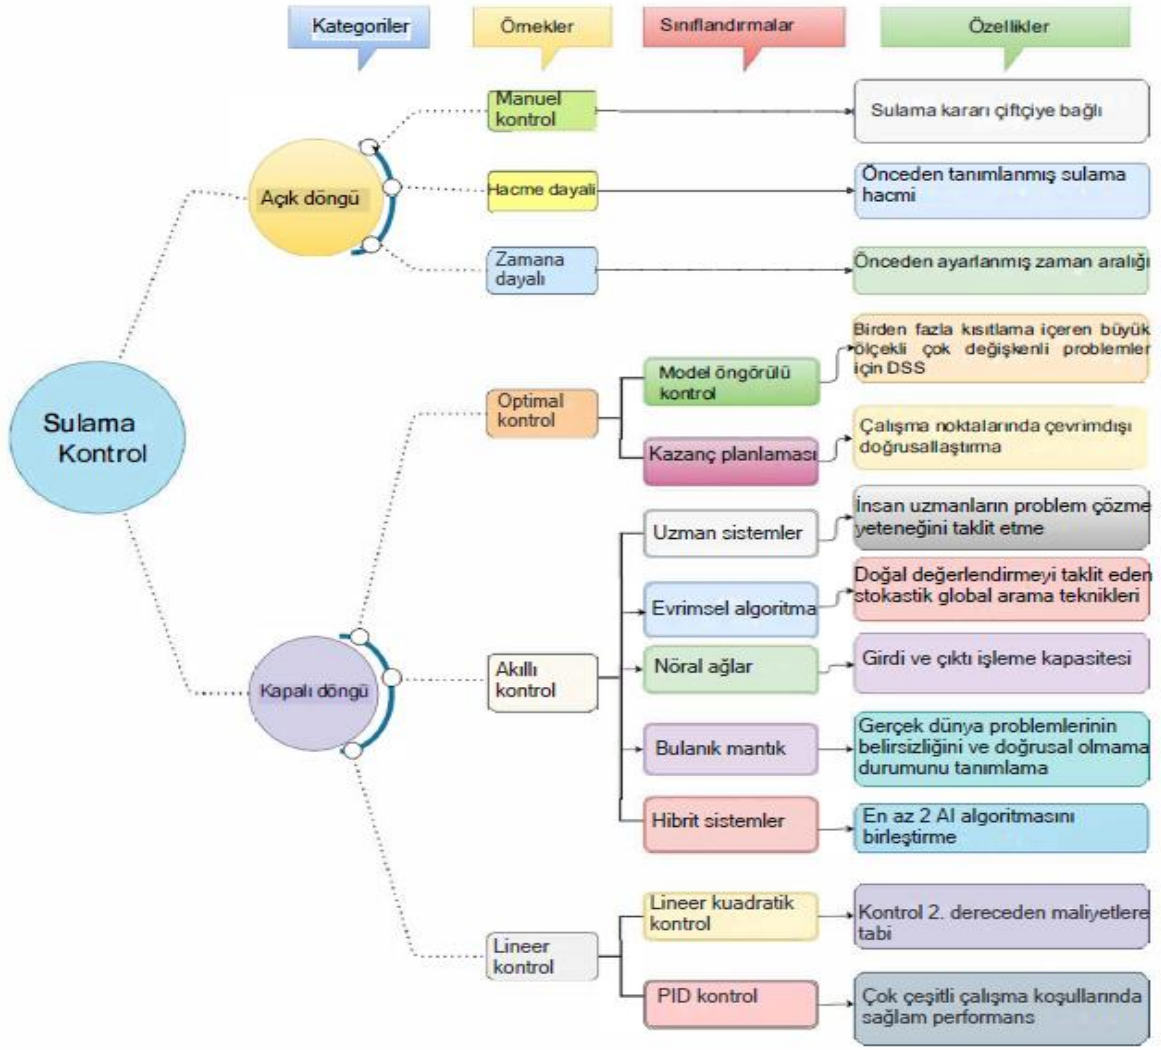 Kategoriler
Örnekler
Sınıflandırmalar
Özellikler
Sulama
Kontrol
Açık döngü
Manuel
kontrol
Sulama kararı çiftçiye bağlı
Hacme dayali
Önceden tanımlanmış sulama
hacmi
Zamana
dayalı
Önceden ayarlanmış zaman aralığı
Kapalı döngü
Optimal
kontrol
Model öngörülü
kontrol
Birden fazla kısıtlama içeren büyük
ölçekli çok değişkenli problemler
için DSS
Kazanç planlaması
Çalışma noktalarında çevrimdışı
doğrusallaştırma
Akıllı
kontrol
Uzman sistemler
İnsan uzmanların problem çözme
yeteneğini taklit etme
Evrimsel algoritma
Doğal değerlendirmeyi taklit eden
stokastik global arama teknikleri
Nöral ağlar
Girdi ve çıktı işleme kapasitesi
Bulanık mantık
Gerçek dünya problemlerinin
belirsizliğini ve doğrusal olmama
durumunu tanımlama
Hibrit sistemler
En az 2 AI algoritmasını
birleştirme
Lineer
kontrol
Lineer kuadratik
kontrol
Kontrol 2. dereceden maliyetlere
tabi
PID kontrol
Çok çeşitli çalışma koşullarında
sağlam performans